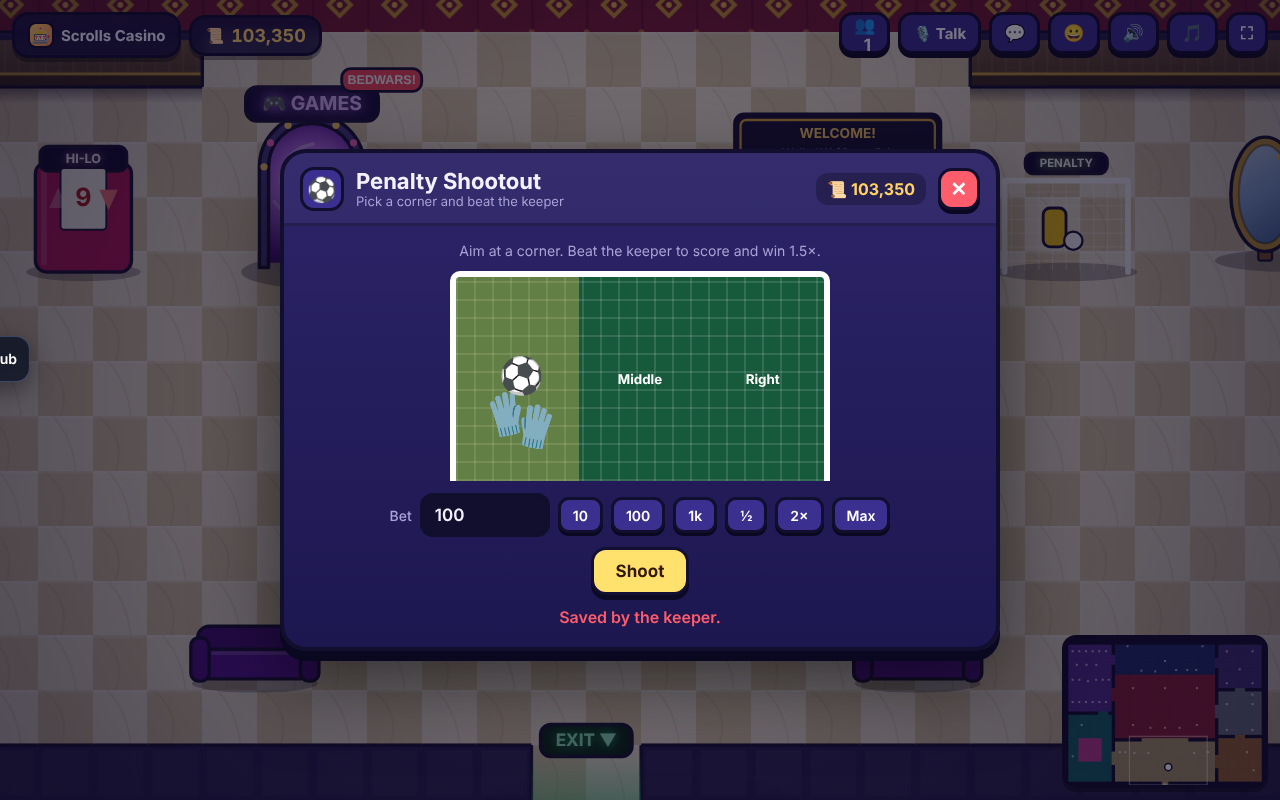 Scrolls Casino
103,350
1
Talk
BEDWARS!
GAMES
WELCOME!
HI-LO
9
PENALTY
Penalty Shootout
Pick a corner and beat the keeper
103,350
Aim at a corner. Beat the keeper to score and win 1.5×.
Middle
Right
ub
Bet
100
10
100
1k
½
2×
Max
Shoot
Saved by the keeper.
EXIT ▼